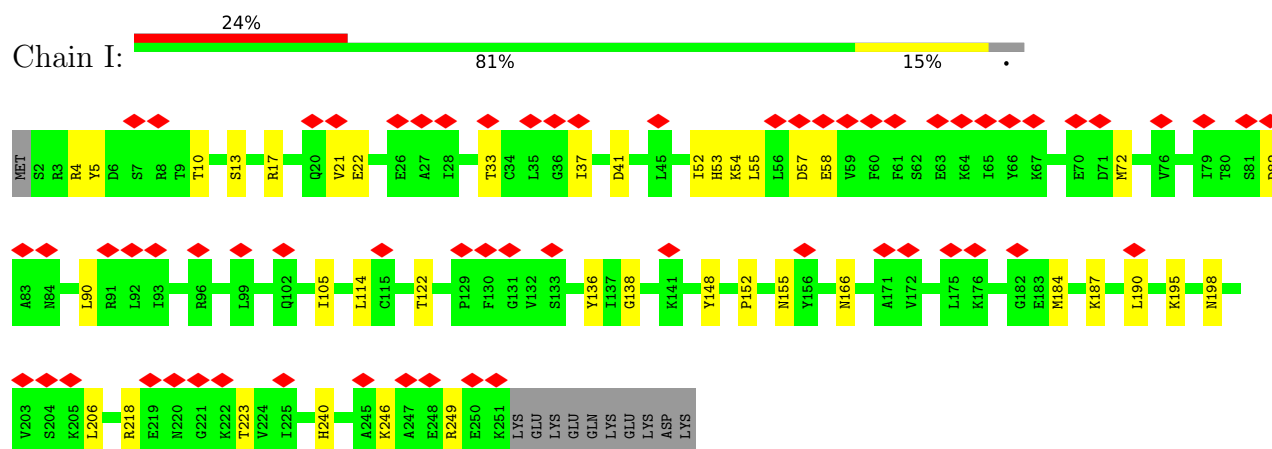 24%
Chain I:
81% 15% •
MET S2 R3 R4 Y5 D6 S7 R8 T9 T10 S13 R17 Q20 V21 E22 E26 A27 I28 T33 C34 L35 G36 I37 D41 L45 I52 H53 K54 L55 L56 D57 E58 V59 F60 F61 S62 E63 K64 I65 Y66 K67 E70 D71 M72 V76 I79 T80 S81
A83 N84 L90 R91 L92 I93 R96 L99 Q102 I105 L114 C115 T122 P129 F130 G131 V132 S133 Y136 I137 G138 K141 Y148 P152 N155 Y156 N166 A171 V172 L175 K176 G182 E183 M184 K187 L190 K195 N198
V203 S204 K205 L206 R218 E219 N220 G221 K222 T223 V224 I225 H240 A245 K246 A247 E248 R249 E250 K251 LYS GLU LYS GLU GLN LYS GLU LYS ASP LYS